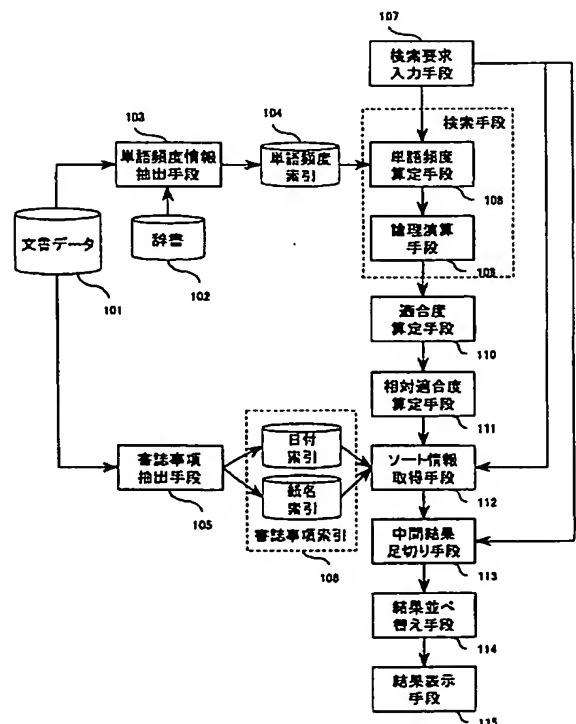 107
検索要求
入力手段
検索手段
103
単語頻度情報
抽出手段
104
単語頻度
索引
単語頻度
算定手段
108
文書データ
101
辞書
102
論理演算
手段
109
適合度
算定手段
110
相対適合度
算定手段
111
書誌事項
抽出手段
105
日付
索引
紙名
索引
書誌事項索引
106
ソート情報
取得手段
112
中間結果
足切り手段
113
結果並べ
替え手段
114
結果表示
手段
115